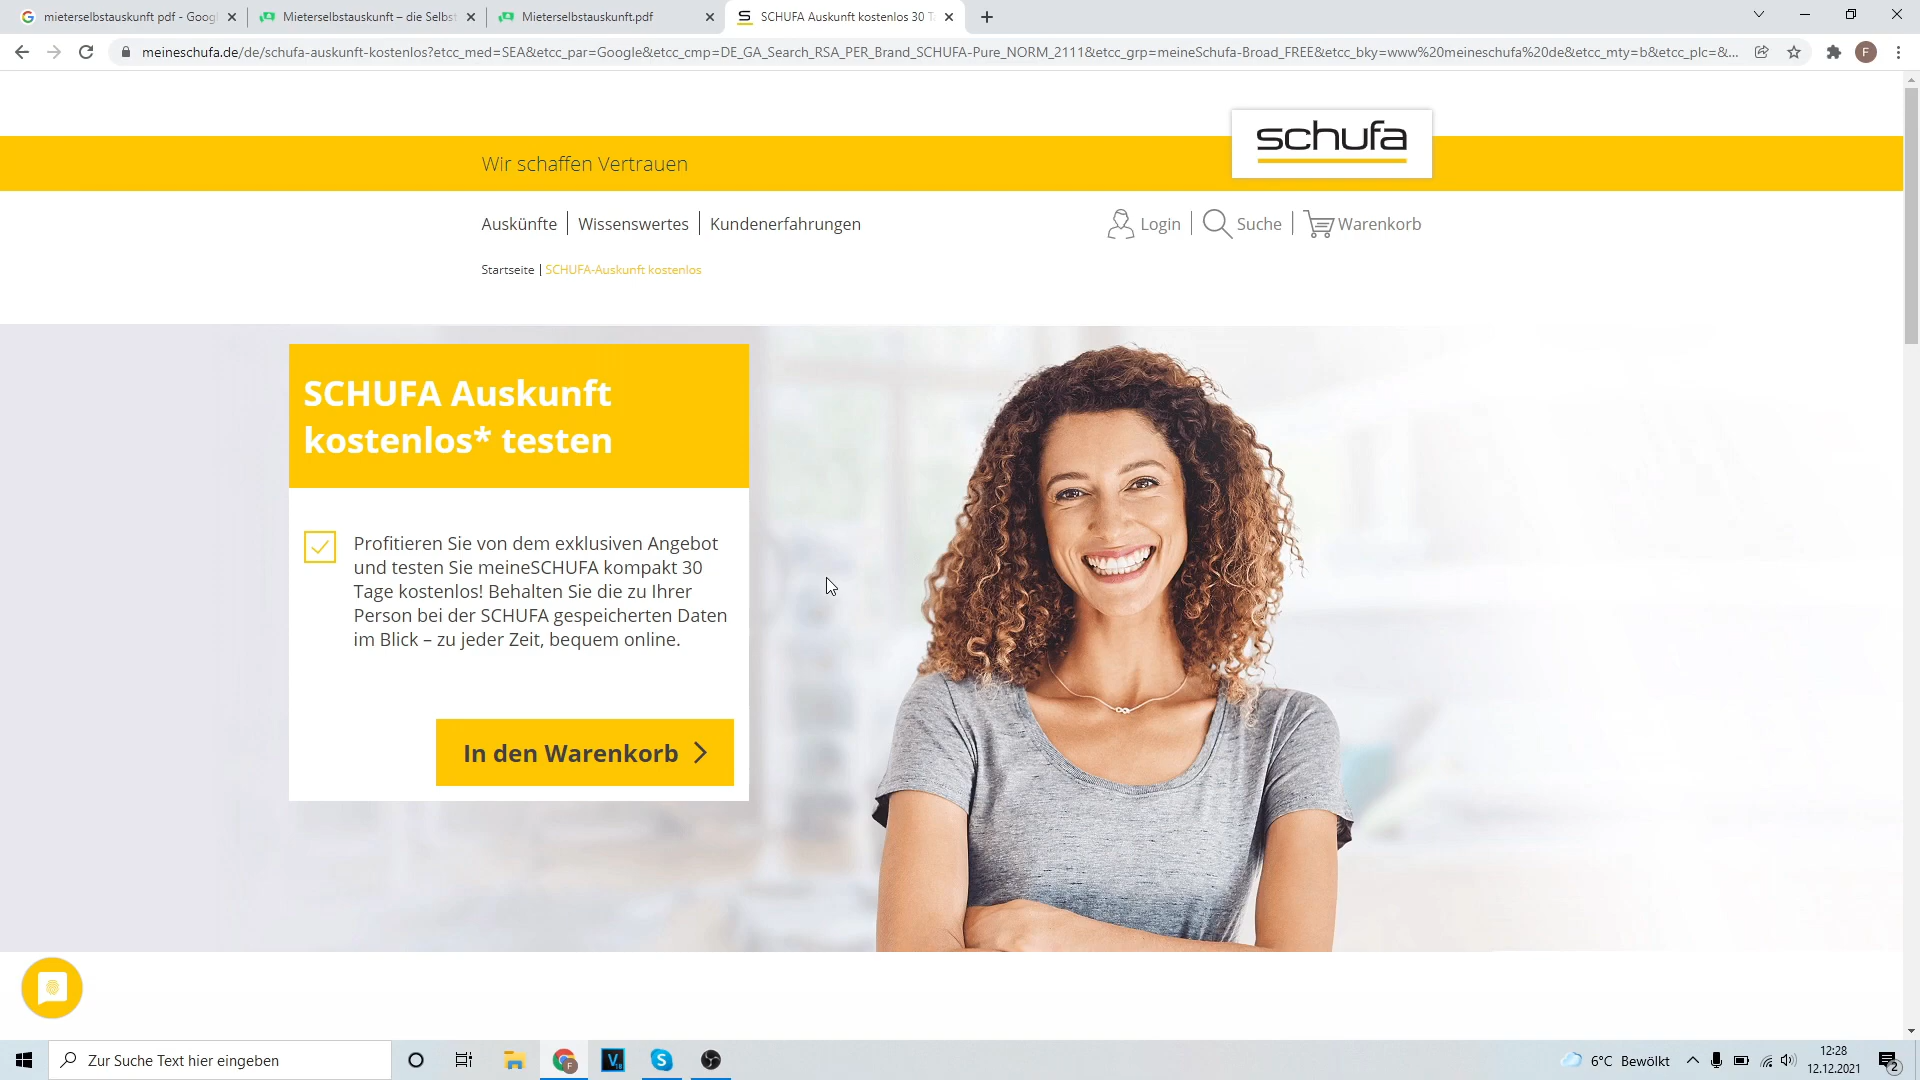 mieterselbstauskunft pdf - Goog
Mieterselbstauskunft – die Selbst
Mieterselbstauskunft.pdf
SCHUFA Auskunft kostenlos 30 T
meineschufa.de/de/schufa-auskunft-kostenlos?etcc_med=SEA&etcc_par=Google&etcc_cmp=DE_GA_Search_RSA_PER_Brand_SCHUFA-Pure_NORM_2111&etcc_grp=meineSchufa-Broad_FREE&etcc_bky=www%20meineschufa%20de&etcc_mty=b&etcc_plc=&...
F
schufa
Wir schaffen Vertrauen
Auskünfte
Wissenswertes
Kundenerfahrungen
Login
Suche
Warenkorb
Startseite
SCHUFA-Auskunft kostenlos
SCHUFA Auskunft
kostenlos* testen
Profitieren Sie von dem exklusiven Angebot
und testen Sie meineSCHUFA kompakt 30
Tage kostenlos! Behalten Sie die zu Ihrer
Person bei der SCHUFA gespeicherten Daten
im Blick – zu jeder Zeit, bequem online.
In den Warenkorb
Zur Suche Text hier eingeben
6°C Bewölkt
12:28
12.12.2021
2